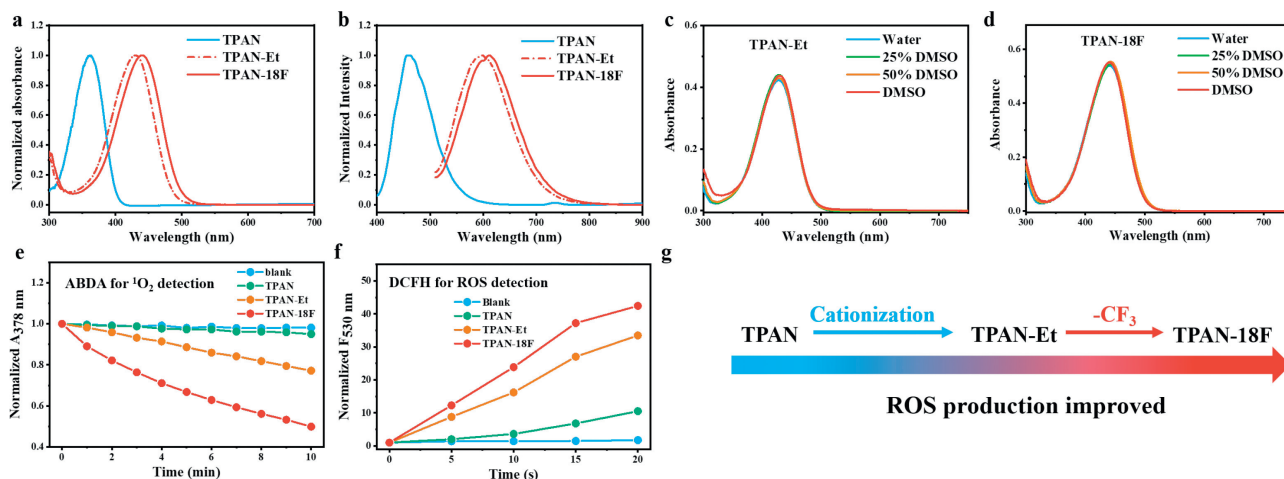 a
Normalized absorbance
1.2
1.0
0.8
0.6
0.4
0.2
0.0
300
400
500
600
700
Wavelength (nm)
TPAN
TPAN-Et
TPAN-18F
b
Normalized Intensity
1.2
1.0
0.8
0.6
0.4
0.2
0.0
400
500
600
700
800
900
Wavelength (nm)
TPAN
TPAN-Et
TPAN-18F
c
Absorbance
0.6
0.4
0.2
0.0
300
400
500
600
700
Wavelength (nm)
TPAN-Et
Water
25% DMSO
50% DMSO
DMSO
d
Absorbance
0.6
0.4
0.2
0.0
300
400
500
600
700
Wavelength (nm)
TPAN-18F
Water
25% DMSO
50% DMSO
DMSO
e
ABDA for ¹O₂ detection
Normalized A378 nm
1.2
1.0
0.8
0.6
0.4
0
2
4
6
8
10
Time (min)
blank
TPAN
TPAN-Et
TPAN-18F
f
DCFH for ROS detection
Normalized F530 nm
50
40
30
20
10
0
0
5
10
15
20
Time (s)
Blank
TPAN
TPAN-Et
TPAN-18F
g
TPAN Cationization TPAN-Et -CF₃ TPAN-18F
ROS production improved